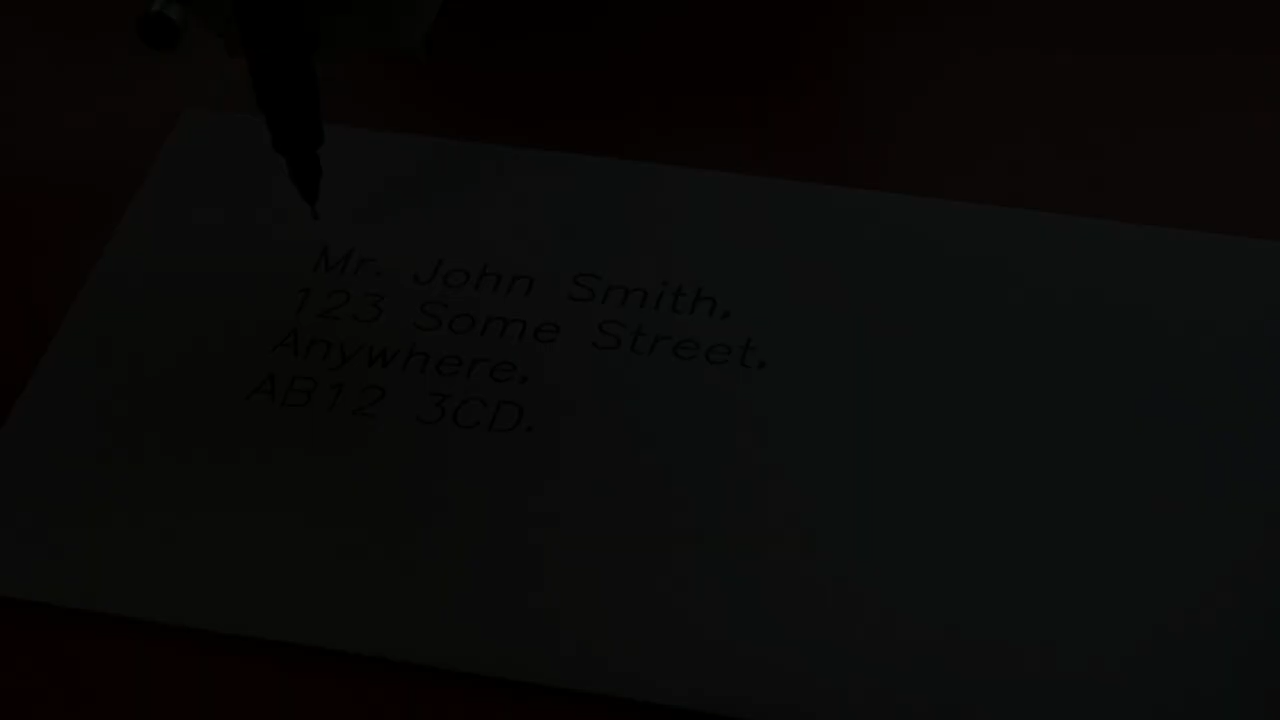 Mr. John Smith,
123 Some Street,
Anywhere,
AB12 3CD.